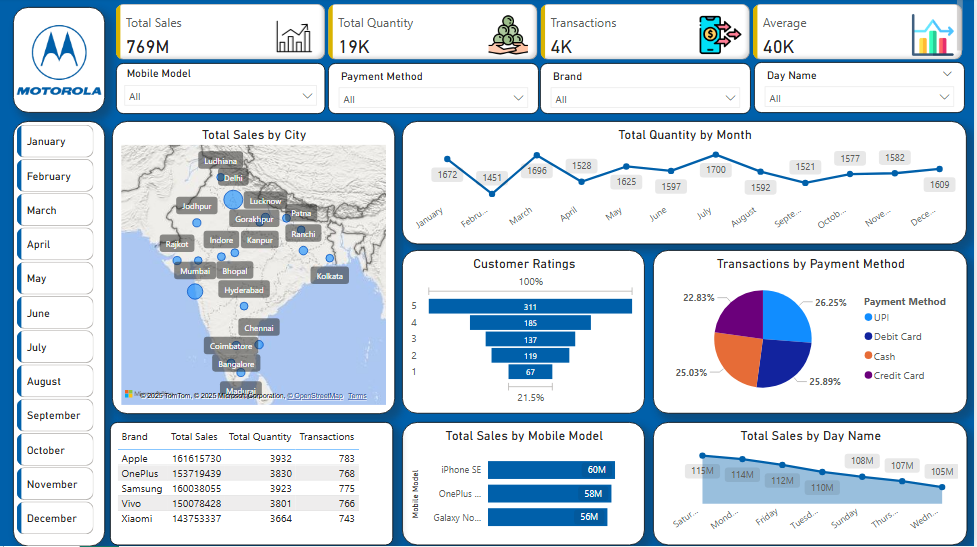 MOTOROLA
Total Sales
769M
Total Quantity
19K
Transactions
4K
Average
40K
Mobile Model
All
Payment Method
All
Brand
All
Day Name
All
January
February
March
April
May
June
July
August
September
October
November
December
Total Sales by City
Ludhiana
Delhi
Jodhpur
Lucknow
Gorakhpur
Patna
Rajkot
Indore
Kanpur
Ranchi
Mumbai
Bhopal
Kolkata
Hyderabad
Chennai
Coimbatore
Bangalore
Madurai
© 2025 TomTom, © 2025 Microsoft Corporation, © OpenStreetMap Terms
Total Quantity by Month
1672
1451
1696
1528
1625
1597
1700
1592
1521
1577
1582
1609
January
Febru...
March
April
May
June
July
August
Septe...
Octob...
Nove...
Dece...
Customer Ratings
100%
5 311
4 185
3 137
2 119
1 67
21.5%
Transactions by Payment Method
22.83%
26.25%
25.03%
25.89%
Payment Method
UPI
Debit Card
Cash
Credit Card
Brand Total Sales Total Quantity Transactions
Apple 161615730 3932 783
OnePlus 153719439 3830 768
Samsung 160038055 3923 775
Vivo 150078428 3801 766
Xiaomi 143753337 3664 743
Total Sales by Mobile Model
Mobile Model
iPhone SE 60M
OnePlus ... 58M
Galaxy No... 56M
Total Sales by Day Name
115M
114M
112M
110M
108M
107M
105M
Satur...
Mond...
Friday
Tuesd...
Sunday
Thurs...
Wedn...